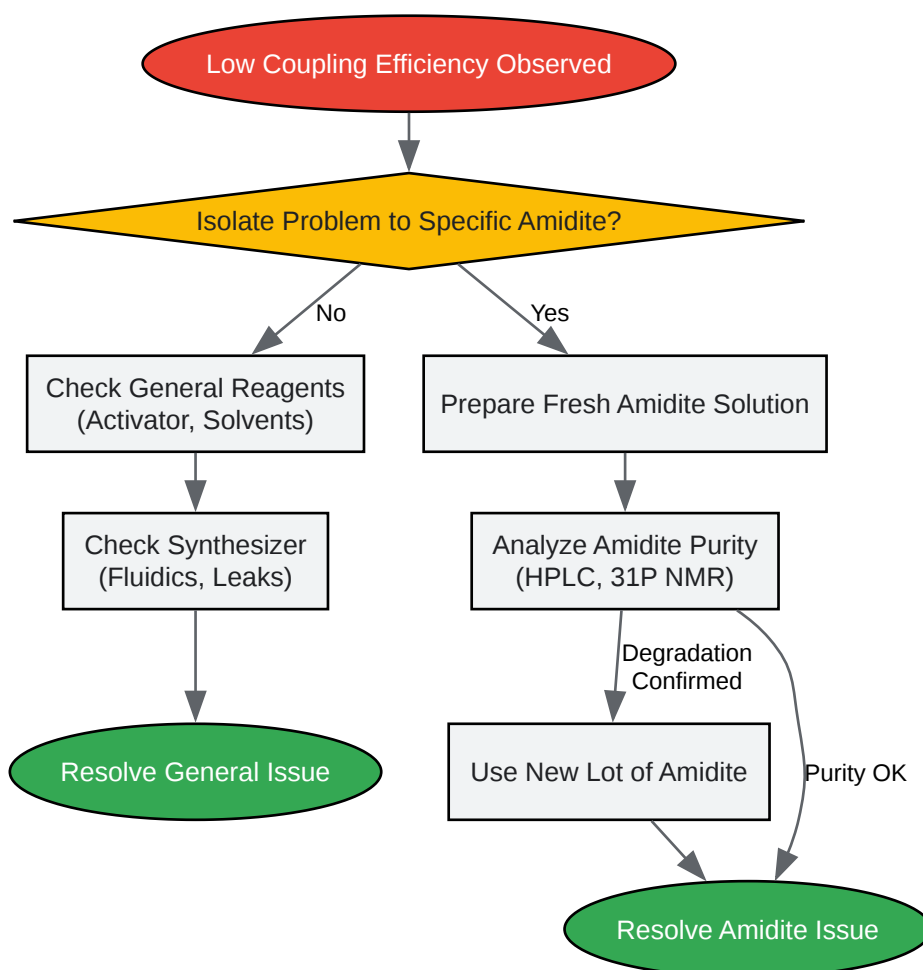 Low Coupling Efficiency Observed
Isolate Problem to Specific Amidite?
No
Yes
Check General Reagents
(Activator, Solvents)
Prepare Fresh Amidite Solution
Check Synthesizer
(Fluidics, Leaks)
Analyze Amidite Purity
(HPLC, 31P NMR)
Degradation
Confirmed
Resolve General Issue
Use New Lot of Amidite
Purity OK
Resolve Amidite Issue